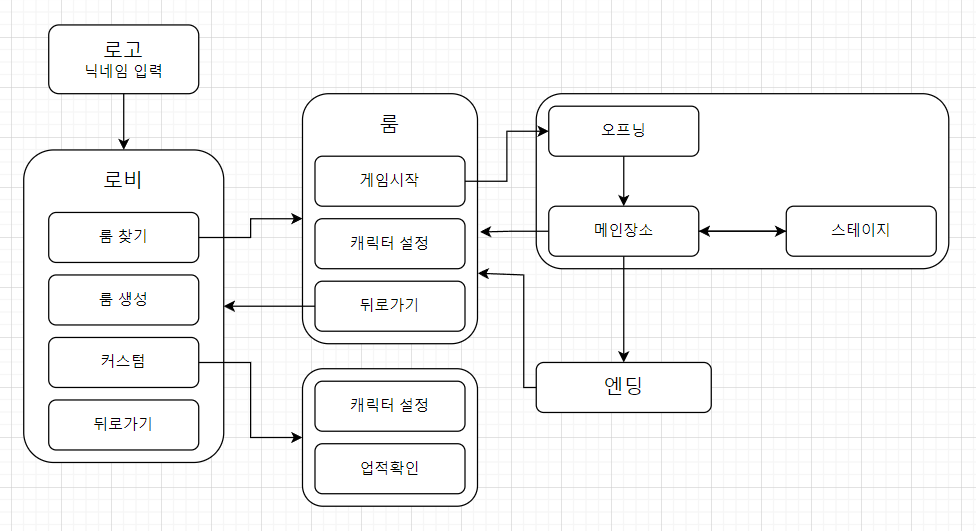 로고
닉네임 입력
로비
룸 찾기
룸 생성
커스텀
뒤로가기
룸
게임시작
캐릭터 설정
뒤로가기
캐릭터 설정
업적확인
오프닝
메인장소
스테이지
엔딩